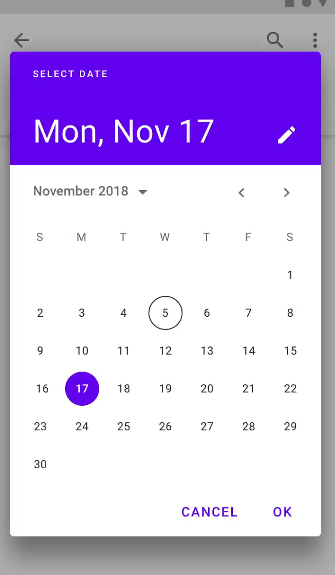 SELECT DATE
Mon, Nov 17
November 2018
S M T W T F S
1
2 3 4 5 6 7 8
9 10 11 12 13 14 15
16 17 18 19 20 21 22
23 24 25 26 27 28 29
30
CANCEL OK